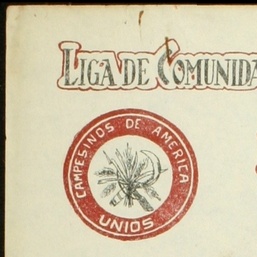 LIGA DE COMUNIDA
CAMPESINOS DE AMERICA
UNIOS